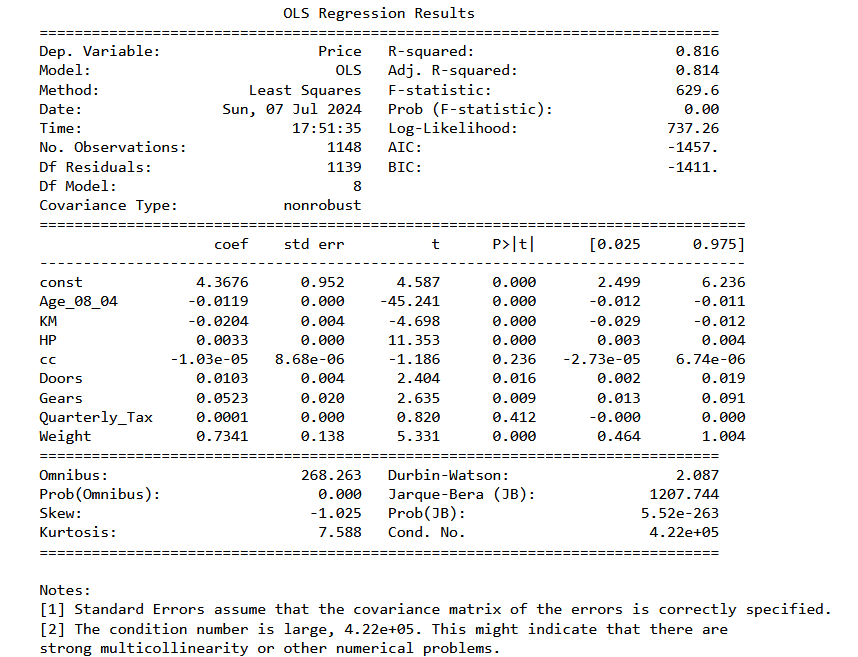 OLS Regression Results
==============================================================================
Dep. Variable:                  Price   R-squared:                       0.816
Model:                            OLS   Adj. R-squared:                  0.814
Method:                 Least Squares   F-statistic:                     629.6
Date:                Sun, 07 Jul 2024   Prob (F-statistic):               0.00
Time:                        17:51:35   Log-Likelihood:                 737.26
No. Observations:                1148   AIC:                            -1457.
Df Residuals:                    1139   BIC:                            -1411.
Df Model:                           8
Covariance Type:            nonrobust
=================================================================================
                    coef    std err          t      P>|t|      [0.025      0.975]
---------------------------------------------------------------------------------
const             4.3676      0.952      4.587      0.000       2.499       6.236
Age_08_04        -0.0119      0.000    -45.241      0.000      -0.012      -0.011
KM               -0.0204      0.004     -4.698      0.000      -0.029      -0.012
HP                0.0033      0.000     11.353      0.000       0.003       0.004
cc             -1.03e-05   8.68e-06     -1.186      0.236   -2.73e-05    6.74e-06
Doors             0.0103      0.004      2.404      0.016       0.002       0.019
Gears             0.0523      0.020      2.635      0.009       0.013       0.091
Quarterly_Tax     0.0001      0.000      0.820      0.412      -0.000       0.000
Weight            0.7341      0.138      5.331      0.000       0.464       1.004
==============================================================================
Omnibus:                      268.263   Durbin-Watson:                   2.087
Prob(Omnibus):                  0.000   Jarque-Bera (JB):             1207.744
Skew:                          -1.025   Prob(JB):                    5.52e-263
Kurtosis:                       7.588   Cond. No.                     4.22e+05
==============================================================================
Notes:
[1] Standard Errors assume that the covariance matrix of the errors is correctly specified.
[2] The condition number is large, 4.22e+05. This might indicate that there are
strong multicollinearity or other numerical problems.